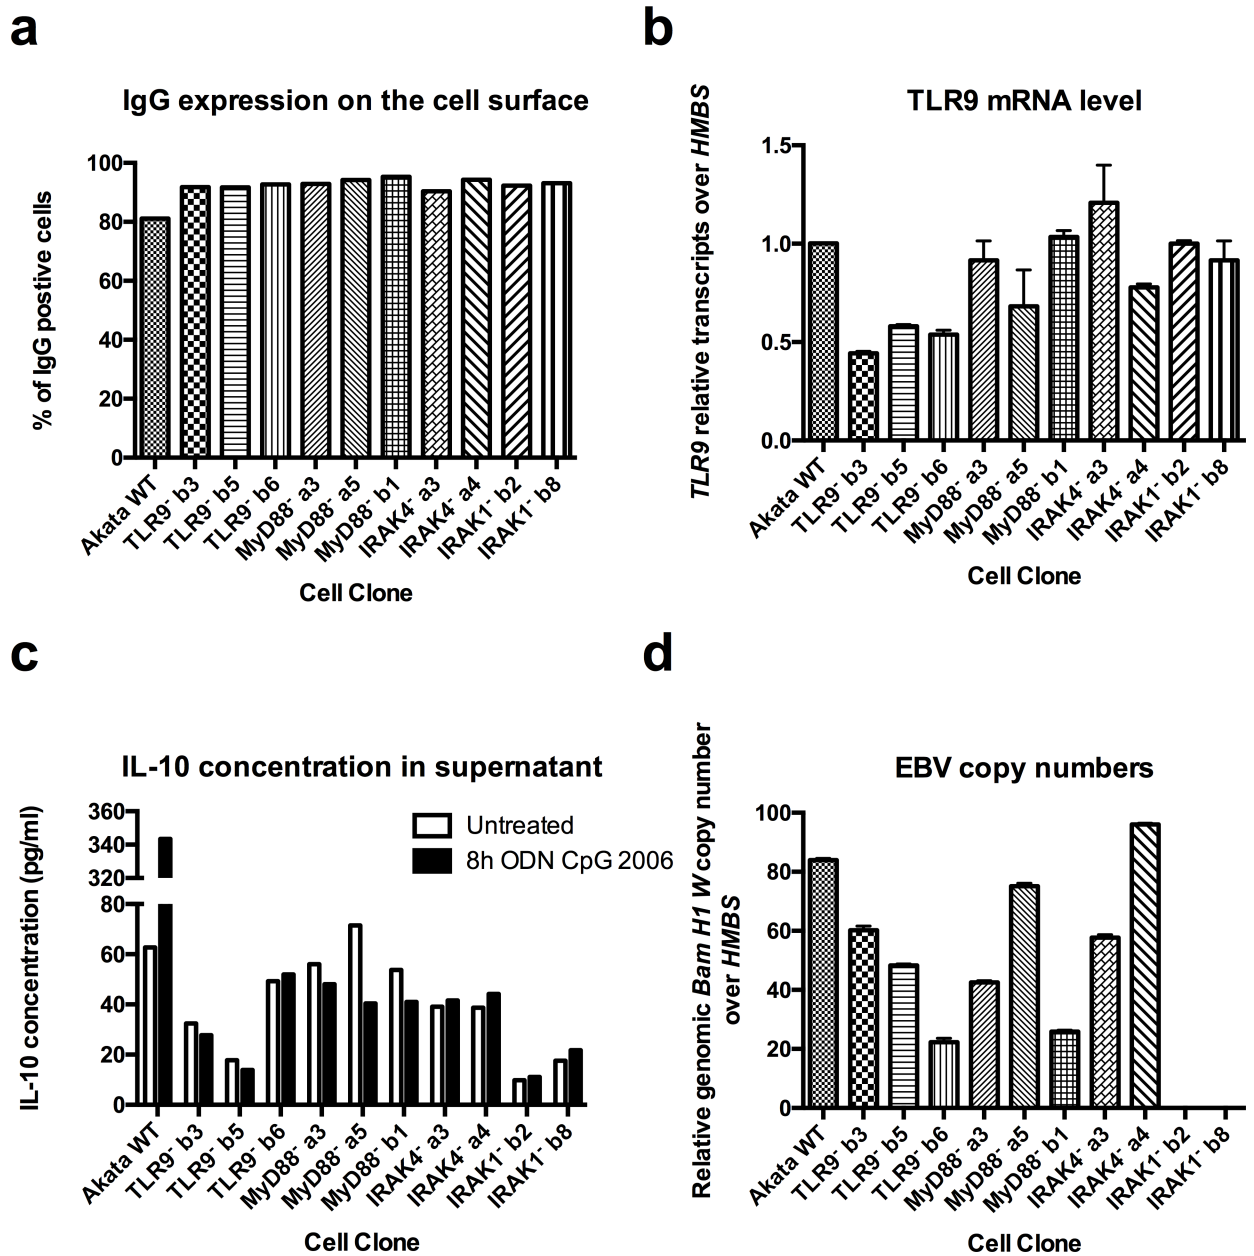 a
IgG expression on the cell surface
% of IgG postive cells
100
80
60
40
20
0
Akata WT
TLR9⁻ b3
TLR9⁻ b5
TLR9⁻ b6
MyD88⁻ a3
MyD88⁻ a5
MyD88⁻ b1
IRAK4⁻ a3
IRAK4⁻ a4
IRAK1⁻ b2
IRAK1⁻ b8
Cell Clone
b
TLR9 mRNA level
TLR9 relative transcripts over HMBS
1.5
1.0
0.5
0.0
Akata WT
TLR9⁻ b3
TLR9⁻ b5
TLR9⁻ b6
MyD88⁻ a3
MyD88⁻ a5
MyD88⁻ b1
IRAK4⁻ a3
IRAK4⁻ a4
IRAK1⁻ b2
IRAK1⁻ b8
Cell Clone
c
IL-10 concentration in supernatant
IL-10 concentration (pg/ml)
360
340
320
80
60
40
20
0
Untreated
8h ODN CpG 2006
Akata WT
TLR9⁻ b3
TLR9⁻ b5
TLR9⁻ b6
MyD88⁻ a3
MyD88⁻ a5
MyD88⁻ b1
IRAK4⁻ a3
IRAK4⁻ a4
IRAK1⁻ b2
IRAK1⁻ b8
Cell Clone
d
EBV copy numbers
Relative genomic Bam H1 W copy number
over HMBS
100
80
60
40
20
0
Akata WT
TLR9⁻ b3
TLR9⁻ b5
TLR9⁻ b6
MyD88⁻ a3
MyD88⁻ a5
MyD88⁻ b1
IRAK4⁻ a3
IRAK4⁻ a4
IRAK1⁻ b2
IRAK1⁻ b8
Cell Clone